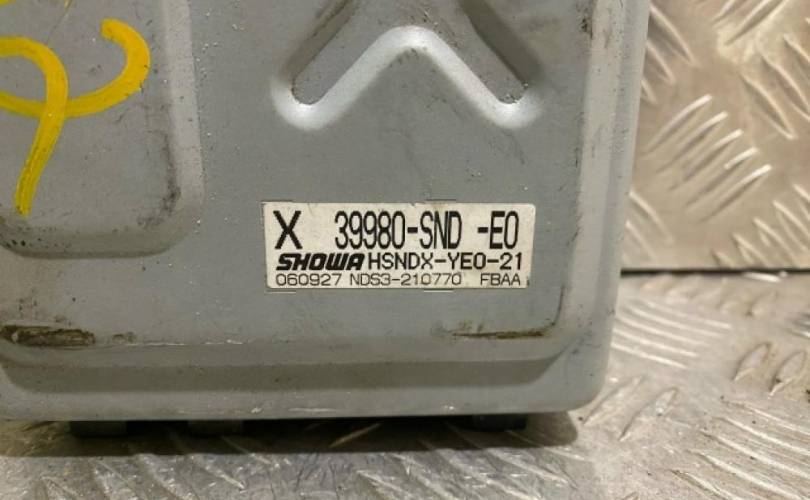 X 39980-SND -E0
SHOWA HSNDX-YE0-21
060927 NDS3-210770 FBAA